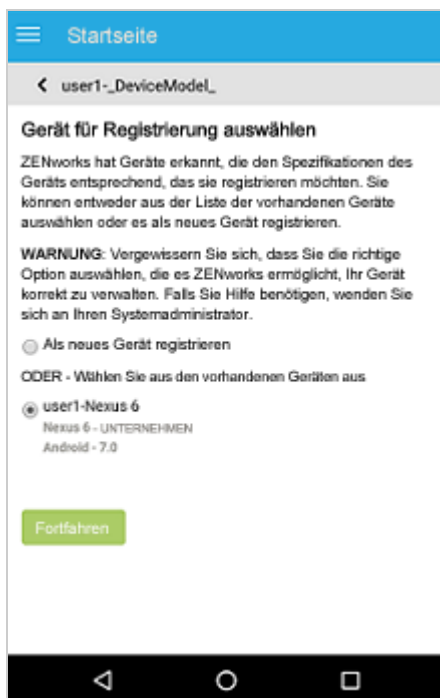 Startseite
user1-_DeviceModel_
Gerät für Registrierung auswählen
ZENworks hat Geräte erkannt, die den Spezifikationen des
Geräts entsprechend, das sie registrieren möchten. Sie
können entweder aus der Liste der vorhandenen Geräte
auswählen oder es als neues Gerät registrieren.
WARNUNG: Vergewissern Sie sich, dass Sie die richtige
Option auswählen, die es ZENworks ermöglicht, Ihr Gerät
korrekt zu verwalten. Falls Sie Hilfe benötigen, wenden Sie
sich an Ihren Systemadministrator.
Als neues Gerät registrieren
ODER - Wählen Sie aus den vorhandenen Geräten aus
user1-Nexus 6
Nexus 6 - UNTERNEHMEN
Android - 7.0
Fortfahren